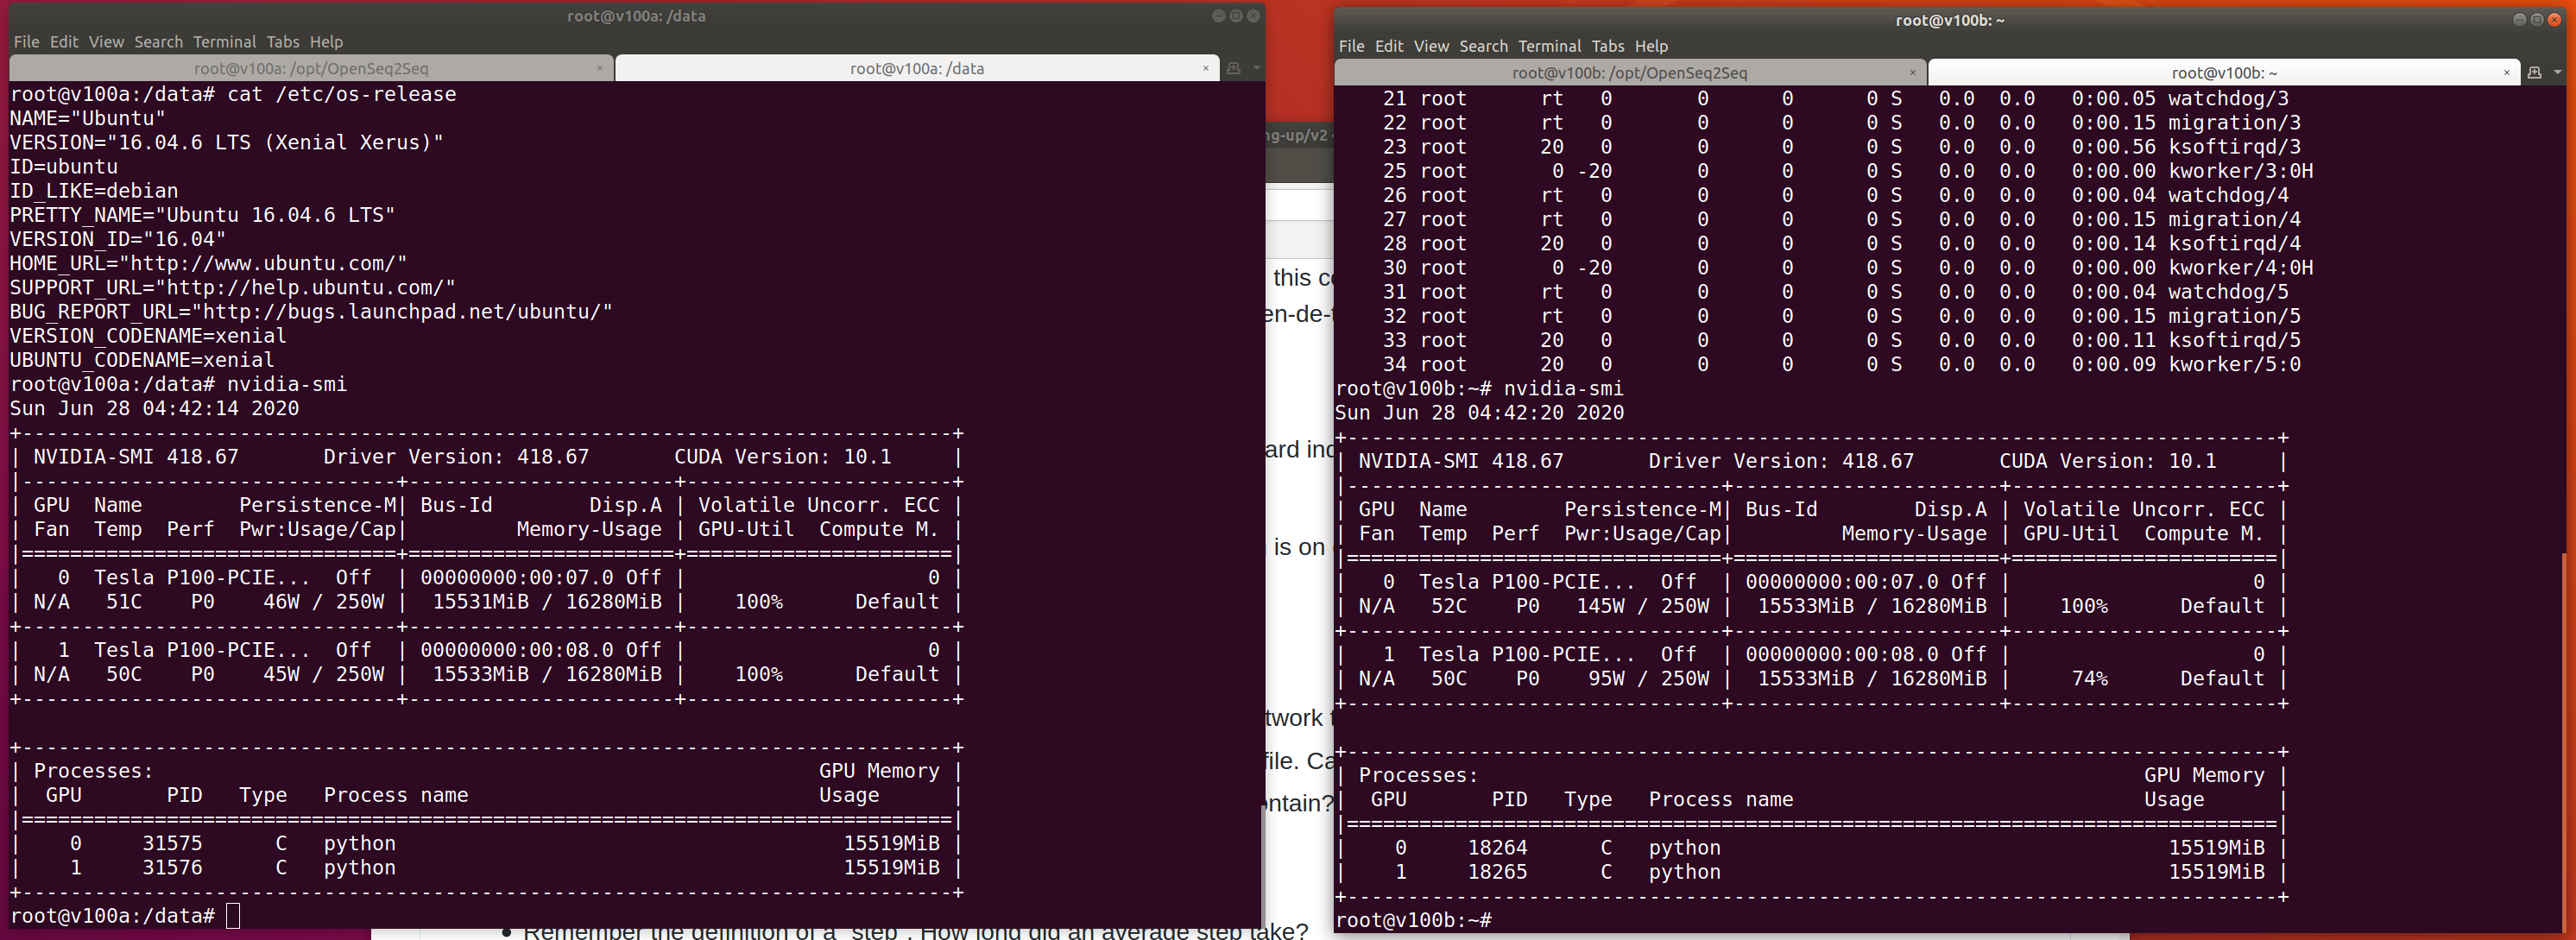 root@v100a: /data
File Edit View Search Terminal Tabs Help
root@v100a: /opt/OpenSeq2Seq × root@v100a: /data ×
root@v100a:/data# cat /etc/os-release
NAME="Ubuntu"
VERSION="16.04.6 LTS (Xenial Xerus)"
ID=ubuntu
ID_LIKE=debian
PRETTY_NAME="Ubuntu 16.04.6 LTS"
VERSION_ID="16.04"
HOME_URL="http://www.ubuntu.com/"
SUPPORT_URL="http://help.ubuntu.com/"
BUG_REPORT_URL="http://bugs.launchpad.net/ubuntu/"
VERSION_CODENAME=xenial
UBUNTU_CODENAME=xenial
root@v100a:/data# nvidia-smi
Sun Jun 28 04:42:14 2020
+-----------------------------------------------------------------------------+
| NVIDIA-SMI 418.67       Driver Version: 418.67       CUDA Version: 10.1     |
|-------------------------------+----------------------+----------------------+
| GPU  Name        Persistence-M| Bus-Id        Disp.A | Volatile Uncorr. ECC |
| Fan  Temp  Perf  Pwr:Usage/Cap|         Memory-Usage | GPU-Util  Compute M. |
|===============================+======================+======================|
|   0  Tesla P100-PCIE...  Off  | 00000000:00:07.0 Off |                    0 |
| N/A   51C    P0    46W / 250W |  15531MiB / 16280MiB |    100%      Default |
+-------------------------------+----------------------+----------------------+
|   1  Tesla P100-PCIE...  Off  | 00000000:00:08.0 Off |                    0 |
| N/A   50C    P0    45W / 250W |  15533MiB / 16280MiB |    100%      Default |
+-------------------------------+----------------------+----------------------+
+-----------------------------------------------------------------------------+
| Processes:                                                       GPU Memory |
|  GPU       PID   Type   Process name                             Usage      |
|=============================================================================|
|    0     31575      C   python                                     15519MiB |
|    1     31576      C   python                                     15519MiB |
+-----------------------------------------------------------------------------+
root@v100a:/data#
ng-up/v2
this
en-de-t
ard
is on
twork
file. Ca
ontain?
Remember the definition of a "step". How long did an average step take?
root@v100b: ~
File Edit View Search Terminal Tabs Help
root@v100b: /opt/OpenSeq2Seq × root@v100b: ~ ×
21 root      rt   0       0      0      0 S   0.0  0.0   0:00.05 watchdog/3
22 root      rt   0       0      0      0 S   0.0  0.0   0:00.15 migration/3
23 root      20   0       0      0      0 S   0.0  0.0   0:00.56 ksoftirqd/3
25 root       0 -20       0      0      0 S   0.0  0.0   0:00.00 kworker/3:0H
26 root      rt   0       0      0      0 S   0.0  0.0   0:00.04 watchdog/4
27 root      rt   0       0      0      0 S   0.0  0.0   0:00.15 migration/4
28 root      20   0       0      0      0 S   0.0  0.0   0:00.14 ksoftirqd/4
30 root       0 -20       0      0      0 S   0.0  0.0   0:00.00 kworker/4:0H
31 root      rt   0       0      0      0 S   0.0  0.0   0:00.04 watchdog/5
32 root      rt   0       0      0      0 S   0.0  0.0   0:00.15 migration/5
33 root      20   0       0      0      0 S   0.0  0.0   0:00.11 ksoftirqd/5
34 root      20   0       0      0      0 S   0.0  0.0   0:00.09 kworker/5:0
root@v100b:~# nvidia-smi
Sun Jun 28 04:42:20 2020
+-----------------------------------------------------------------------------+
| NVIDIA-SMI 418.67       Driver Version: 418.67       CUDA Version: 10.1     |
|-------------------------------+----------------------+----------------------+
| GPU  Name        Persistence-M| Bus-Id        Disp.A | Volatile Uncorr. ECC |
| Fan  Temp  Perf  Pwr:Usage/Cap|         Memory-Usage | GPU-Util  Compute M. |
|===============================+======================+======================|
|   0  Tesla P100-PCIE...  Off  | 00000000:00:07.0 Off |                    0 |
| N/A   52C    P0   145W / 250W |  15533MiB / 16280MiB |    100%      Default |
+-------------------------------+----------------------+----------------------+
|   1  Tesla P100-PCIE...  Off  | 00000000:00:08.0 Off |                    0 |
| N/A   50C    P0    95W / 250W |  15533MiB / 16280MiB |     74%      Default |
+-------------------------------+----------------------+----------------------+
+-----------------------------------------------------------------------------+
| Processes:                                                       GPU Memory |
|  GPU       PID   Type   Process name                             Usage      |
|=============================================================================|
|    0     18264      C   python                                     15519MiB |
|    1     18265      C   python                                     15519MiB |
+-----------------------------------------------------------------------------+
root@v100b:~#